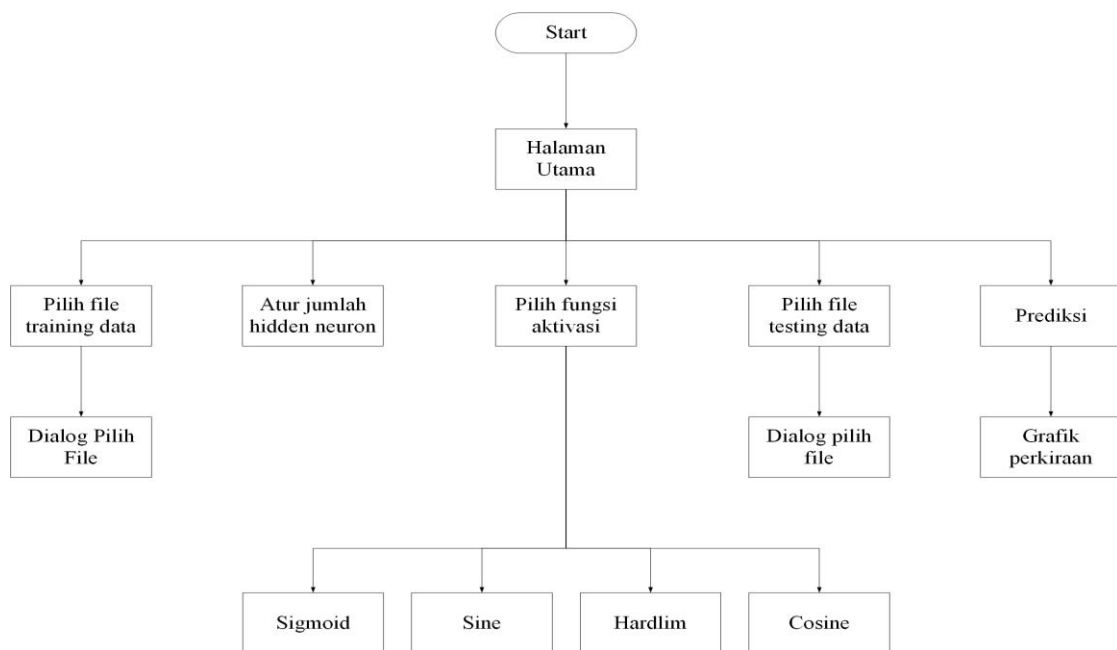 Start
Halaman
Utama
Pilih file
training data
Atur jumlah
hidden neuron
Pilih fungsi
aktivasi
Pilih file
testing data
Prediksi
Dialog Pilih
File
Dialog pilih
file
Grafik
perkiraan
Sigmoid
Sine
Hardlim
Cosine